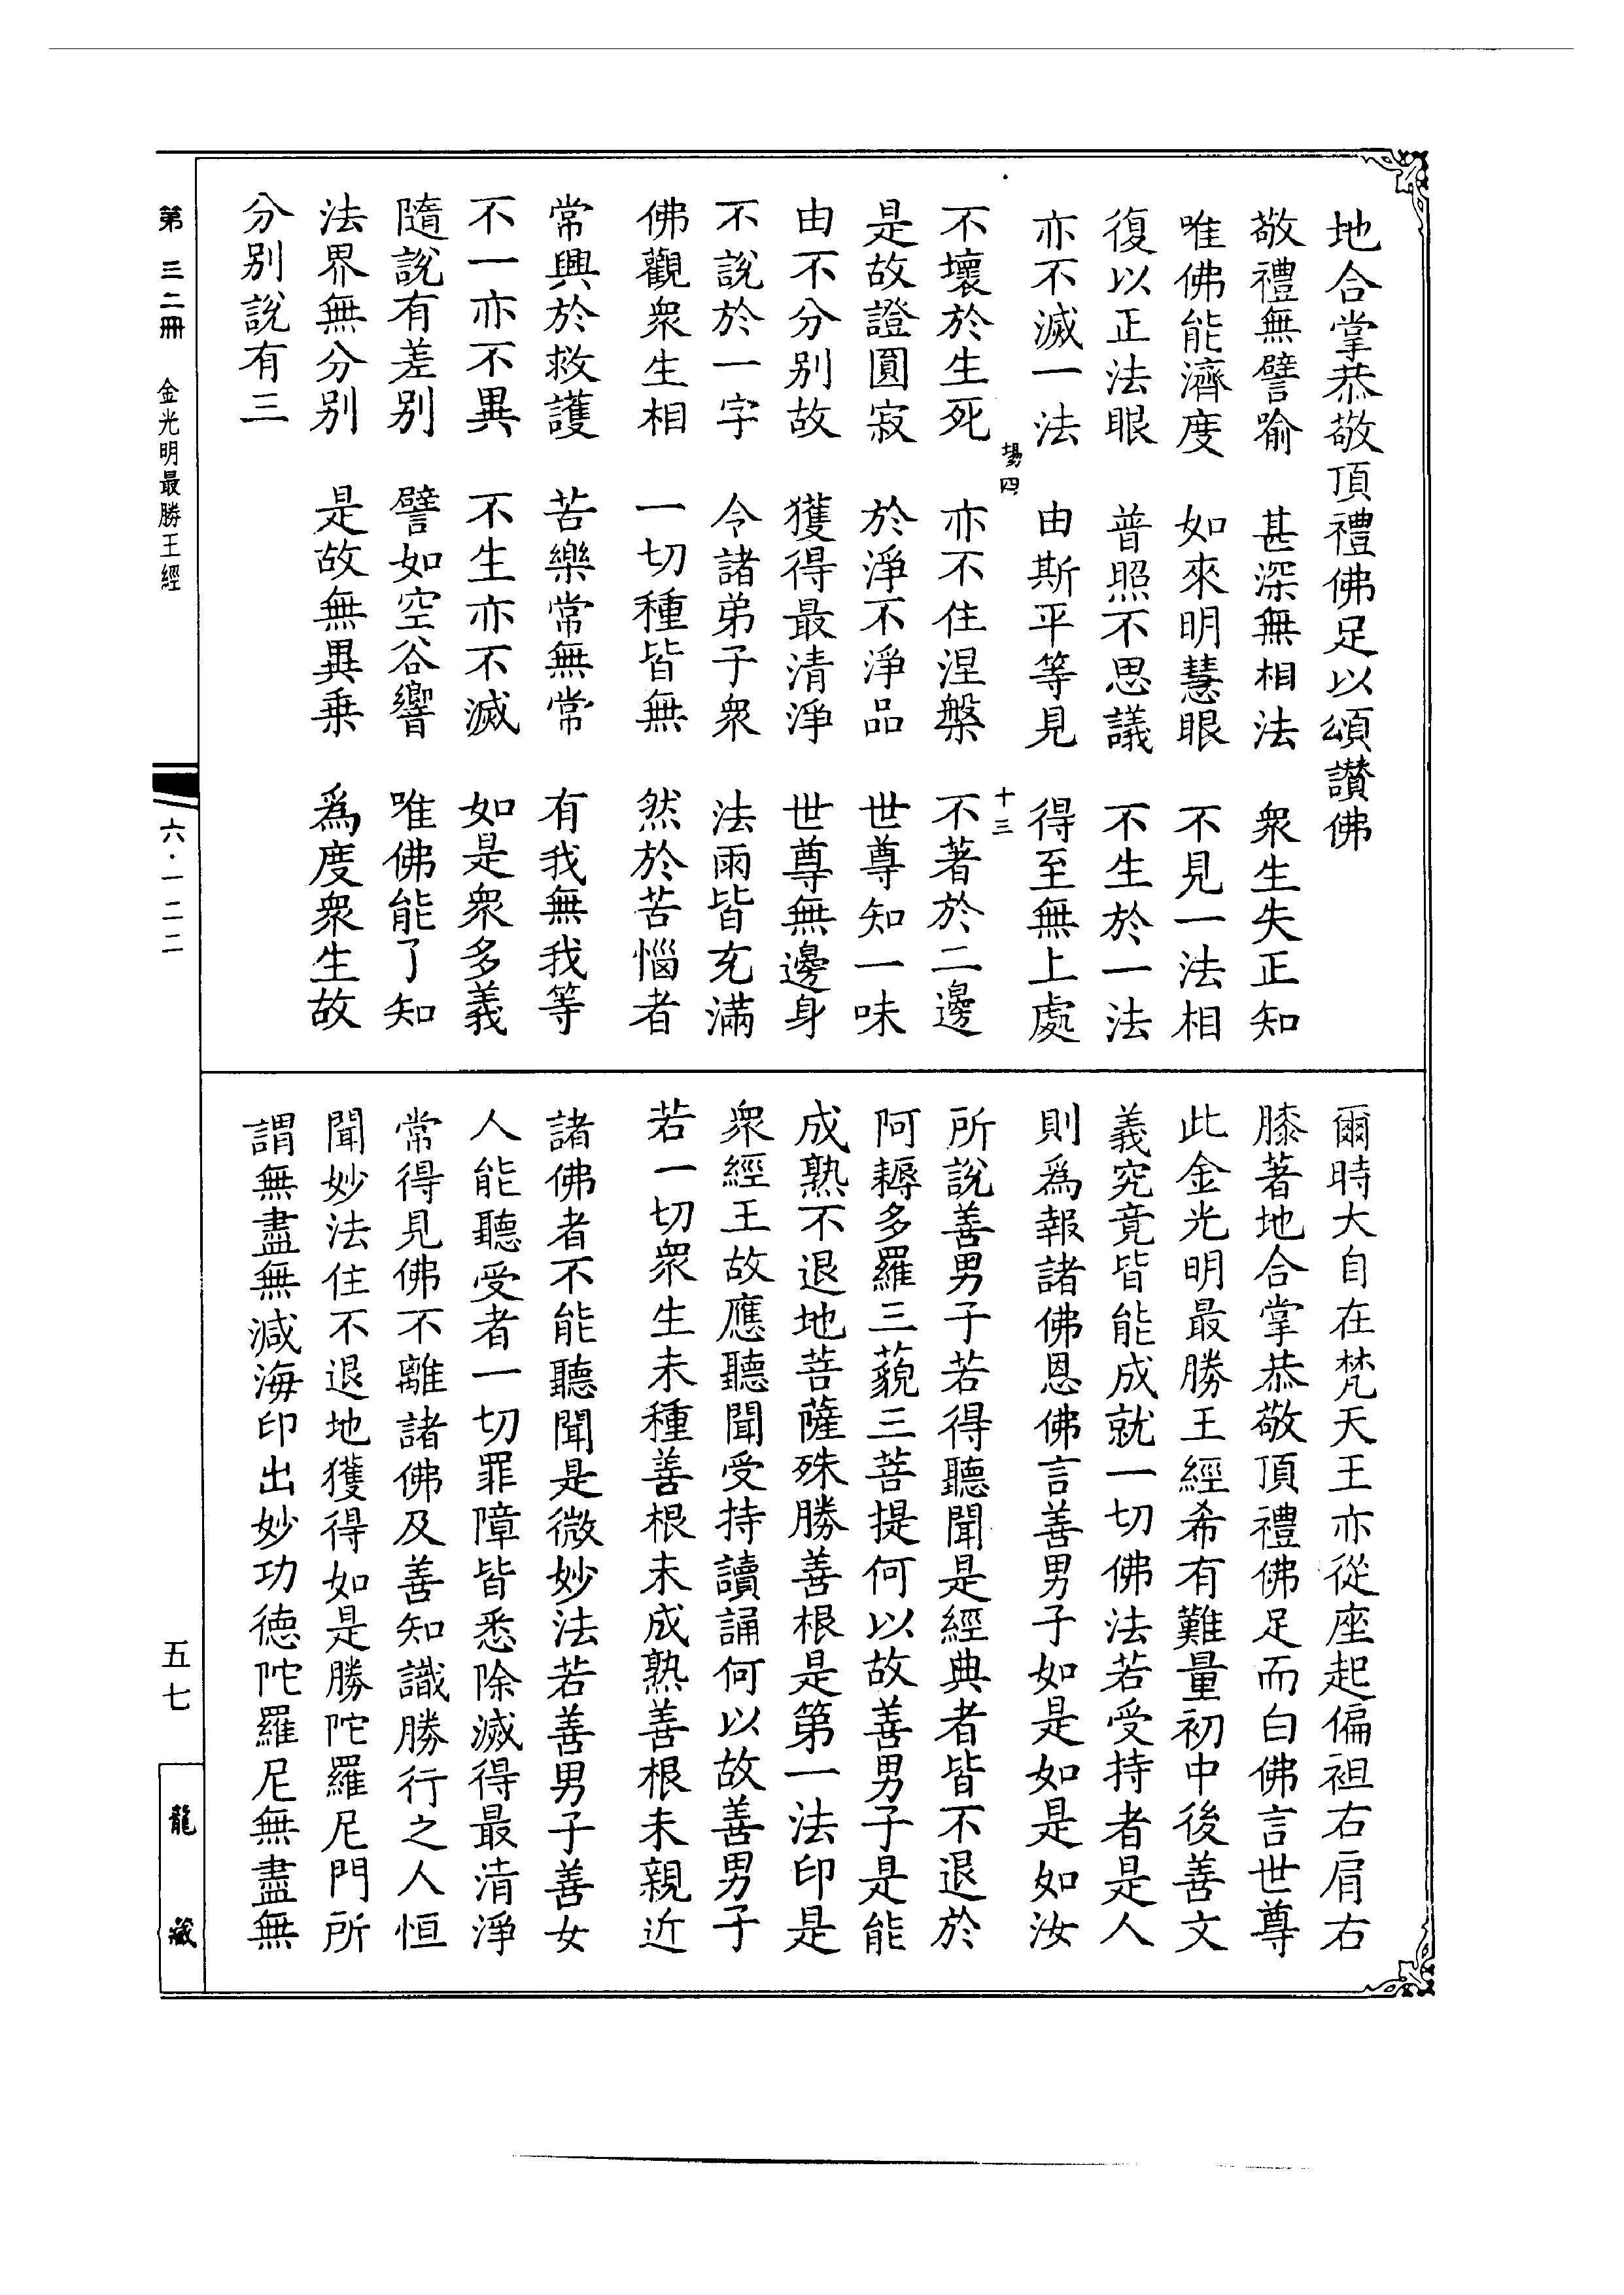 地合掌恭敬頂禮佛足以頌讚佛
敬禮無譬喻　甚深無相法　衆生失正知
唯佛能濟度　如來明慧眼　不見一法相
復以正法眼　普照不思議　不生於一法
亦不滅一法　由斯平等見　得至無上處
場四　十三
不壞於生死　亦不住涅槃　不著於二邊
是故證圓寂　於淨不淨品　世尊知一味
由不分別故　獲得最清淨　世尊無邊身
不說於一字　令諸弟子衆　法雨皆充滿
佛觀衆生相　一切種皆無　然於苦惱者
常興於救護　苦樂常無常　有我無我等
不一亦不異　不生亦不滅　如是衆多義
隨說有差別　譬如空谷響　唯佛能了知
法界無分別　是故無異乘　爲度衆生故
分別說有三
爾時大自在梵天王亦從座起偏袒右肩右
膝著地合掌恭敬頂禮佛足而白佛言世尊
此金光明最勝王經希有難量初中後善文
義究竟皆能成就一切佛法若受持者是人
則爲報諸佛恩佛言善男子如是如是如汝
所說善男子若得聽聞是經典者皆不退於
阿耨多羅三藐三菩提何以故善男子是能
成熟不退地菩薩殊勝善根是第一法印是
衆經王故應聽聞受持讀誦何以故善男子
若一切衆生未種善根未成熟善根未親近
諸佛者不能聽聞是微妙法若善男子善女
人能聽受者一切罪障皆悉除滅得最清淨
常得見佛不離諸佛及善知識勝行之人恒
聞妙法住不退地獲得如是勝陀羅尼門所
謂無盡無減海印出妙功德陀羅尼無盡無
第三二冊　金光明最勝王經
六·一二二
五七
龍藏